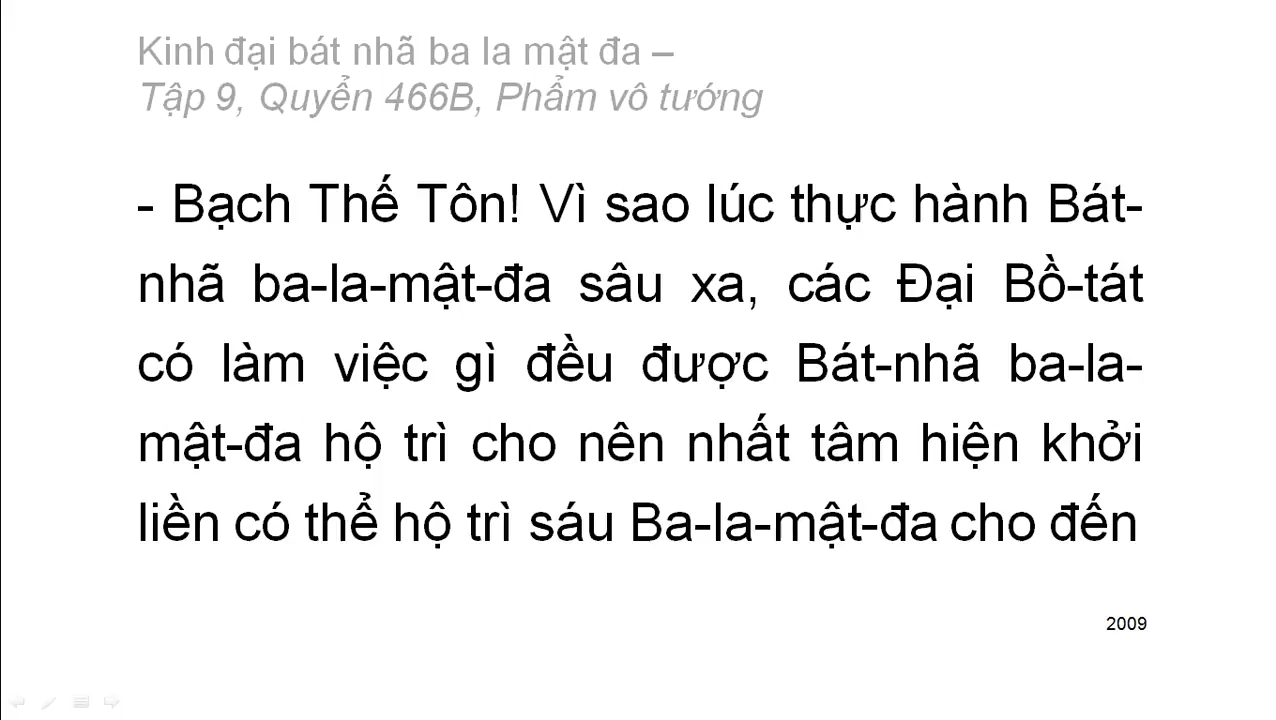 Kinh đại bát nhã ba la mật đa –
Tập 9, Quyển 466B, Phẩm vô tướng
- Bạch Thế Tôn! Vì sao lúc thực hành Bát-
nhã ba-la-mật-đa sâu xa, các Đại Bồ-tát
có làm việc gì đều được Bát-nhã ba-la-
mật-đa hộ trì cho nên nhất tâm hiện khởi
liền có thể hộ trì sáu Ba-la-mật-đa cho đến
2009